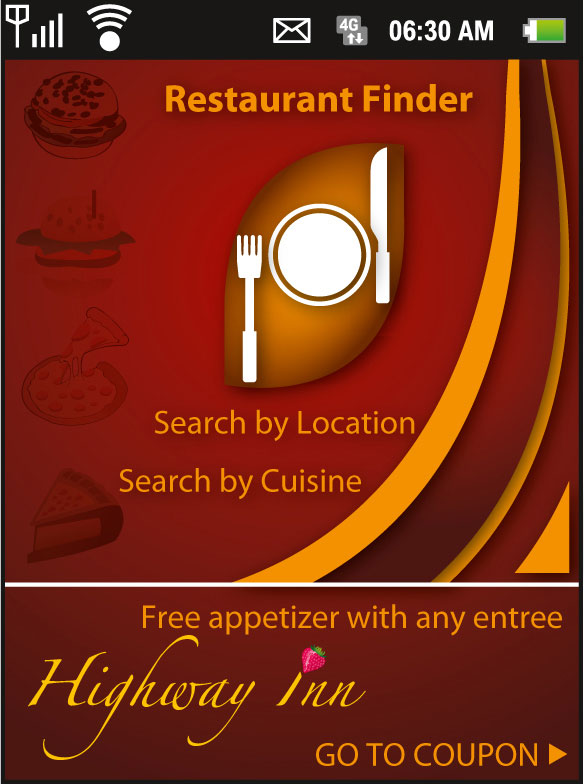 4G 06:30 AM
Restaurant Finder
Search by Location
Search by Cuisine
Free appetizer with any entree
Highway Inn
GO TO COUPON